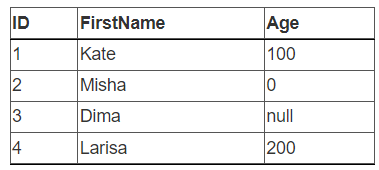 ID FirstName Age
1 Kate 100
2 Misha 0
3 Dima null
4 Larisa 200